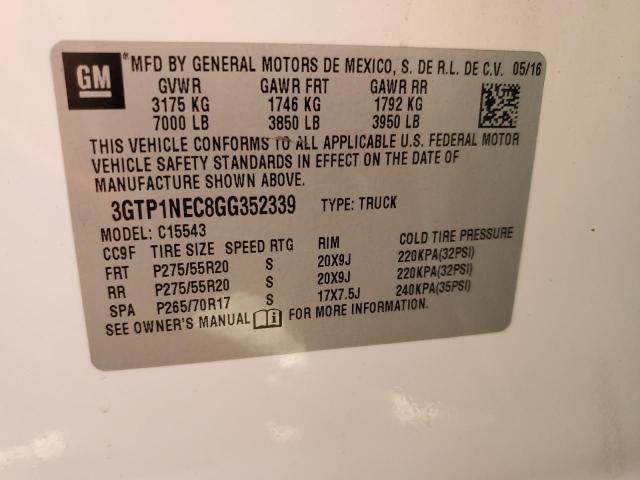 GM
*MFD BY GENERAL MOTORS DE MEXICO, S. DE R.L. DE C.V. 05/16
GVWR GAWR FRT GAWR RR
3175 KG 1746 KG 1792 KG
7000 LB 3850 LB 3950 LB
THIS VEHICLE CONFORMS TO ALL APPLICABLE U.S. FEDERAL MOTOR
VEHICLE SAFETY STANDARDS IN EFFECT ON THE DATE OF
MANUFACTURE SHOWN ABOVE.
3GTP1NEC8GG352339 TYPE: TRUCK
MODEL: C15543
CC9F TIRE SIZE SPEED RTG RIM COLD TIRE PRESSURE
FRT P275/55R20 S 20X9J 220KPA(32PSI)
RR P275/55R20 S 20X9J 220KPA(32PSI)
SPA P265/70R17 S 17X7.5J 240KPA(35PSI)
SEE OWNER'S MANUAL FOR MORE INFORMATION.